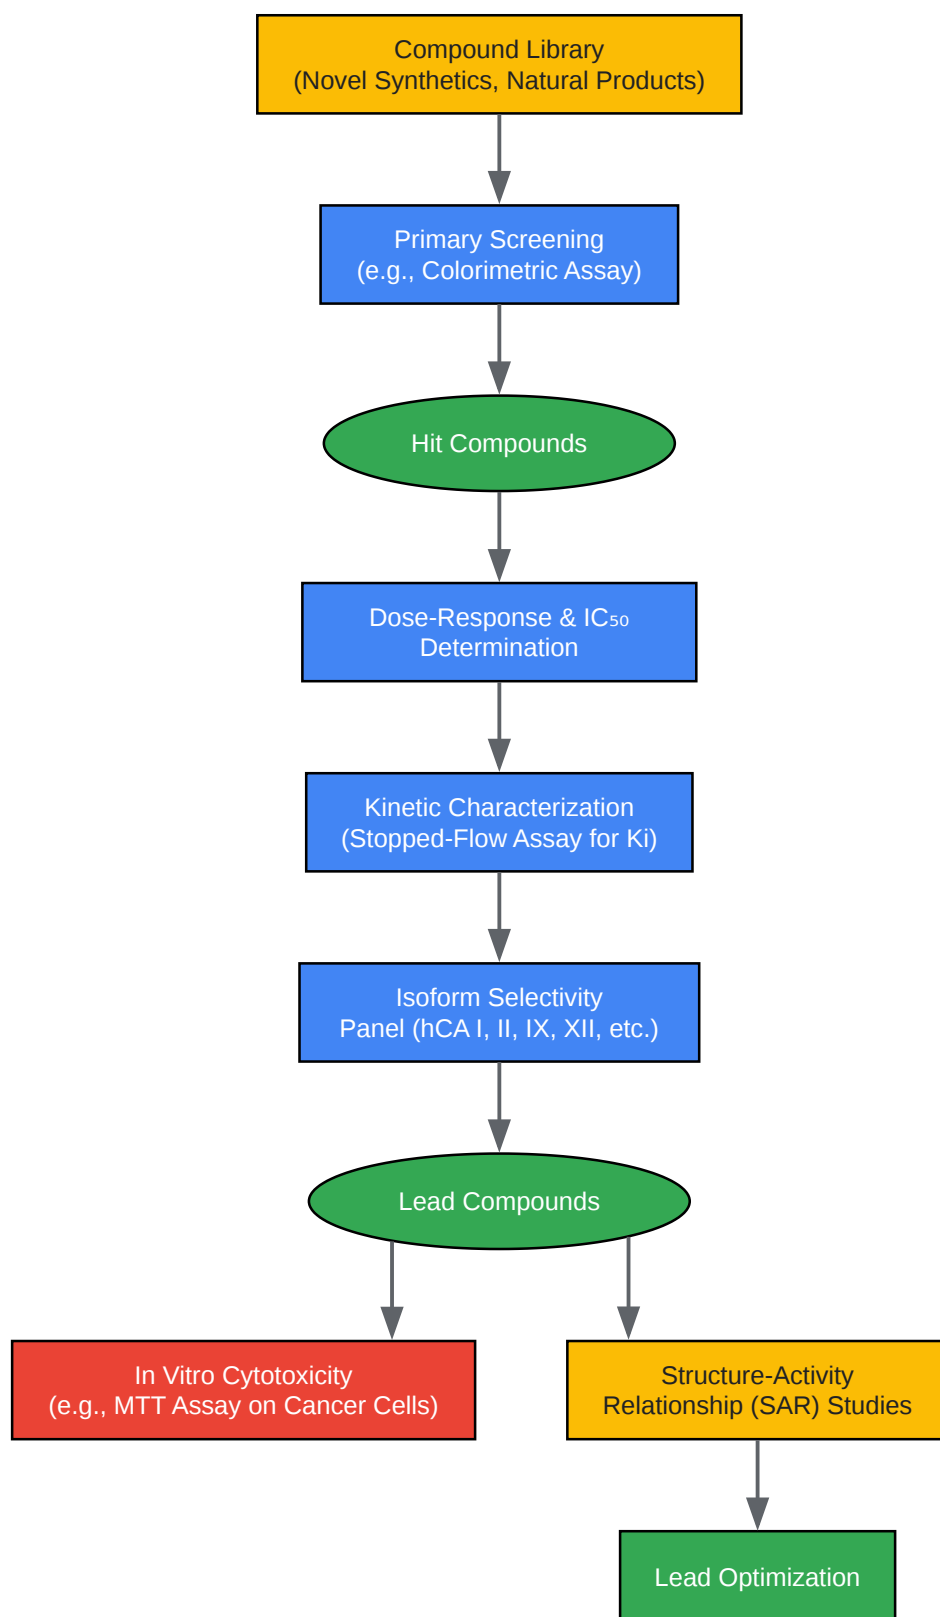 Compound Library
(Novel Synthetics, Natural Products)
Primary Screening
(e.g., Colorimetric Assay)
Hit Compounds
Dose-Response & IC₅₀
Determination
Kinetic Characterization
(Stopped-Flow Assay for Ki)
Isoform Selectivity
Panel (hCA I, II, IX, XII, etc.)
Lead Compounds
In Vitro Cytotoxicity
(e.g., MTT Assay on Cancer Cells)
Structure-Activity
Relationship (SAR) Studies
Lead Optimization